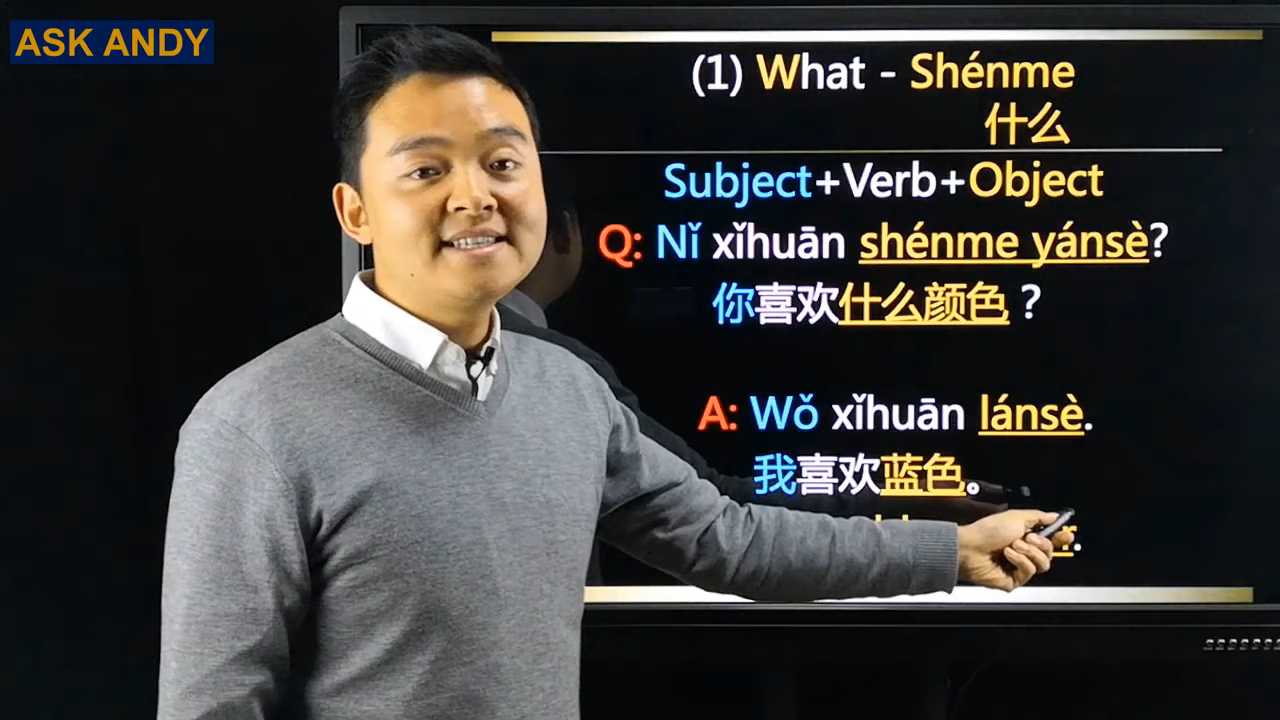 ASK ANDY
(1) What - Shénme
什么
Subject+Verb+Object
Q: Nǐ xǐhuān shénme yánsè?
你喜欢什么颜色？
A: Wǒ xǐhuān lánsè.
我喜欢蓝色。